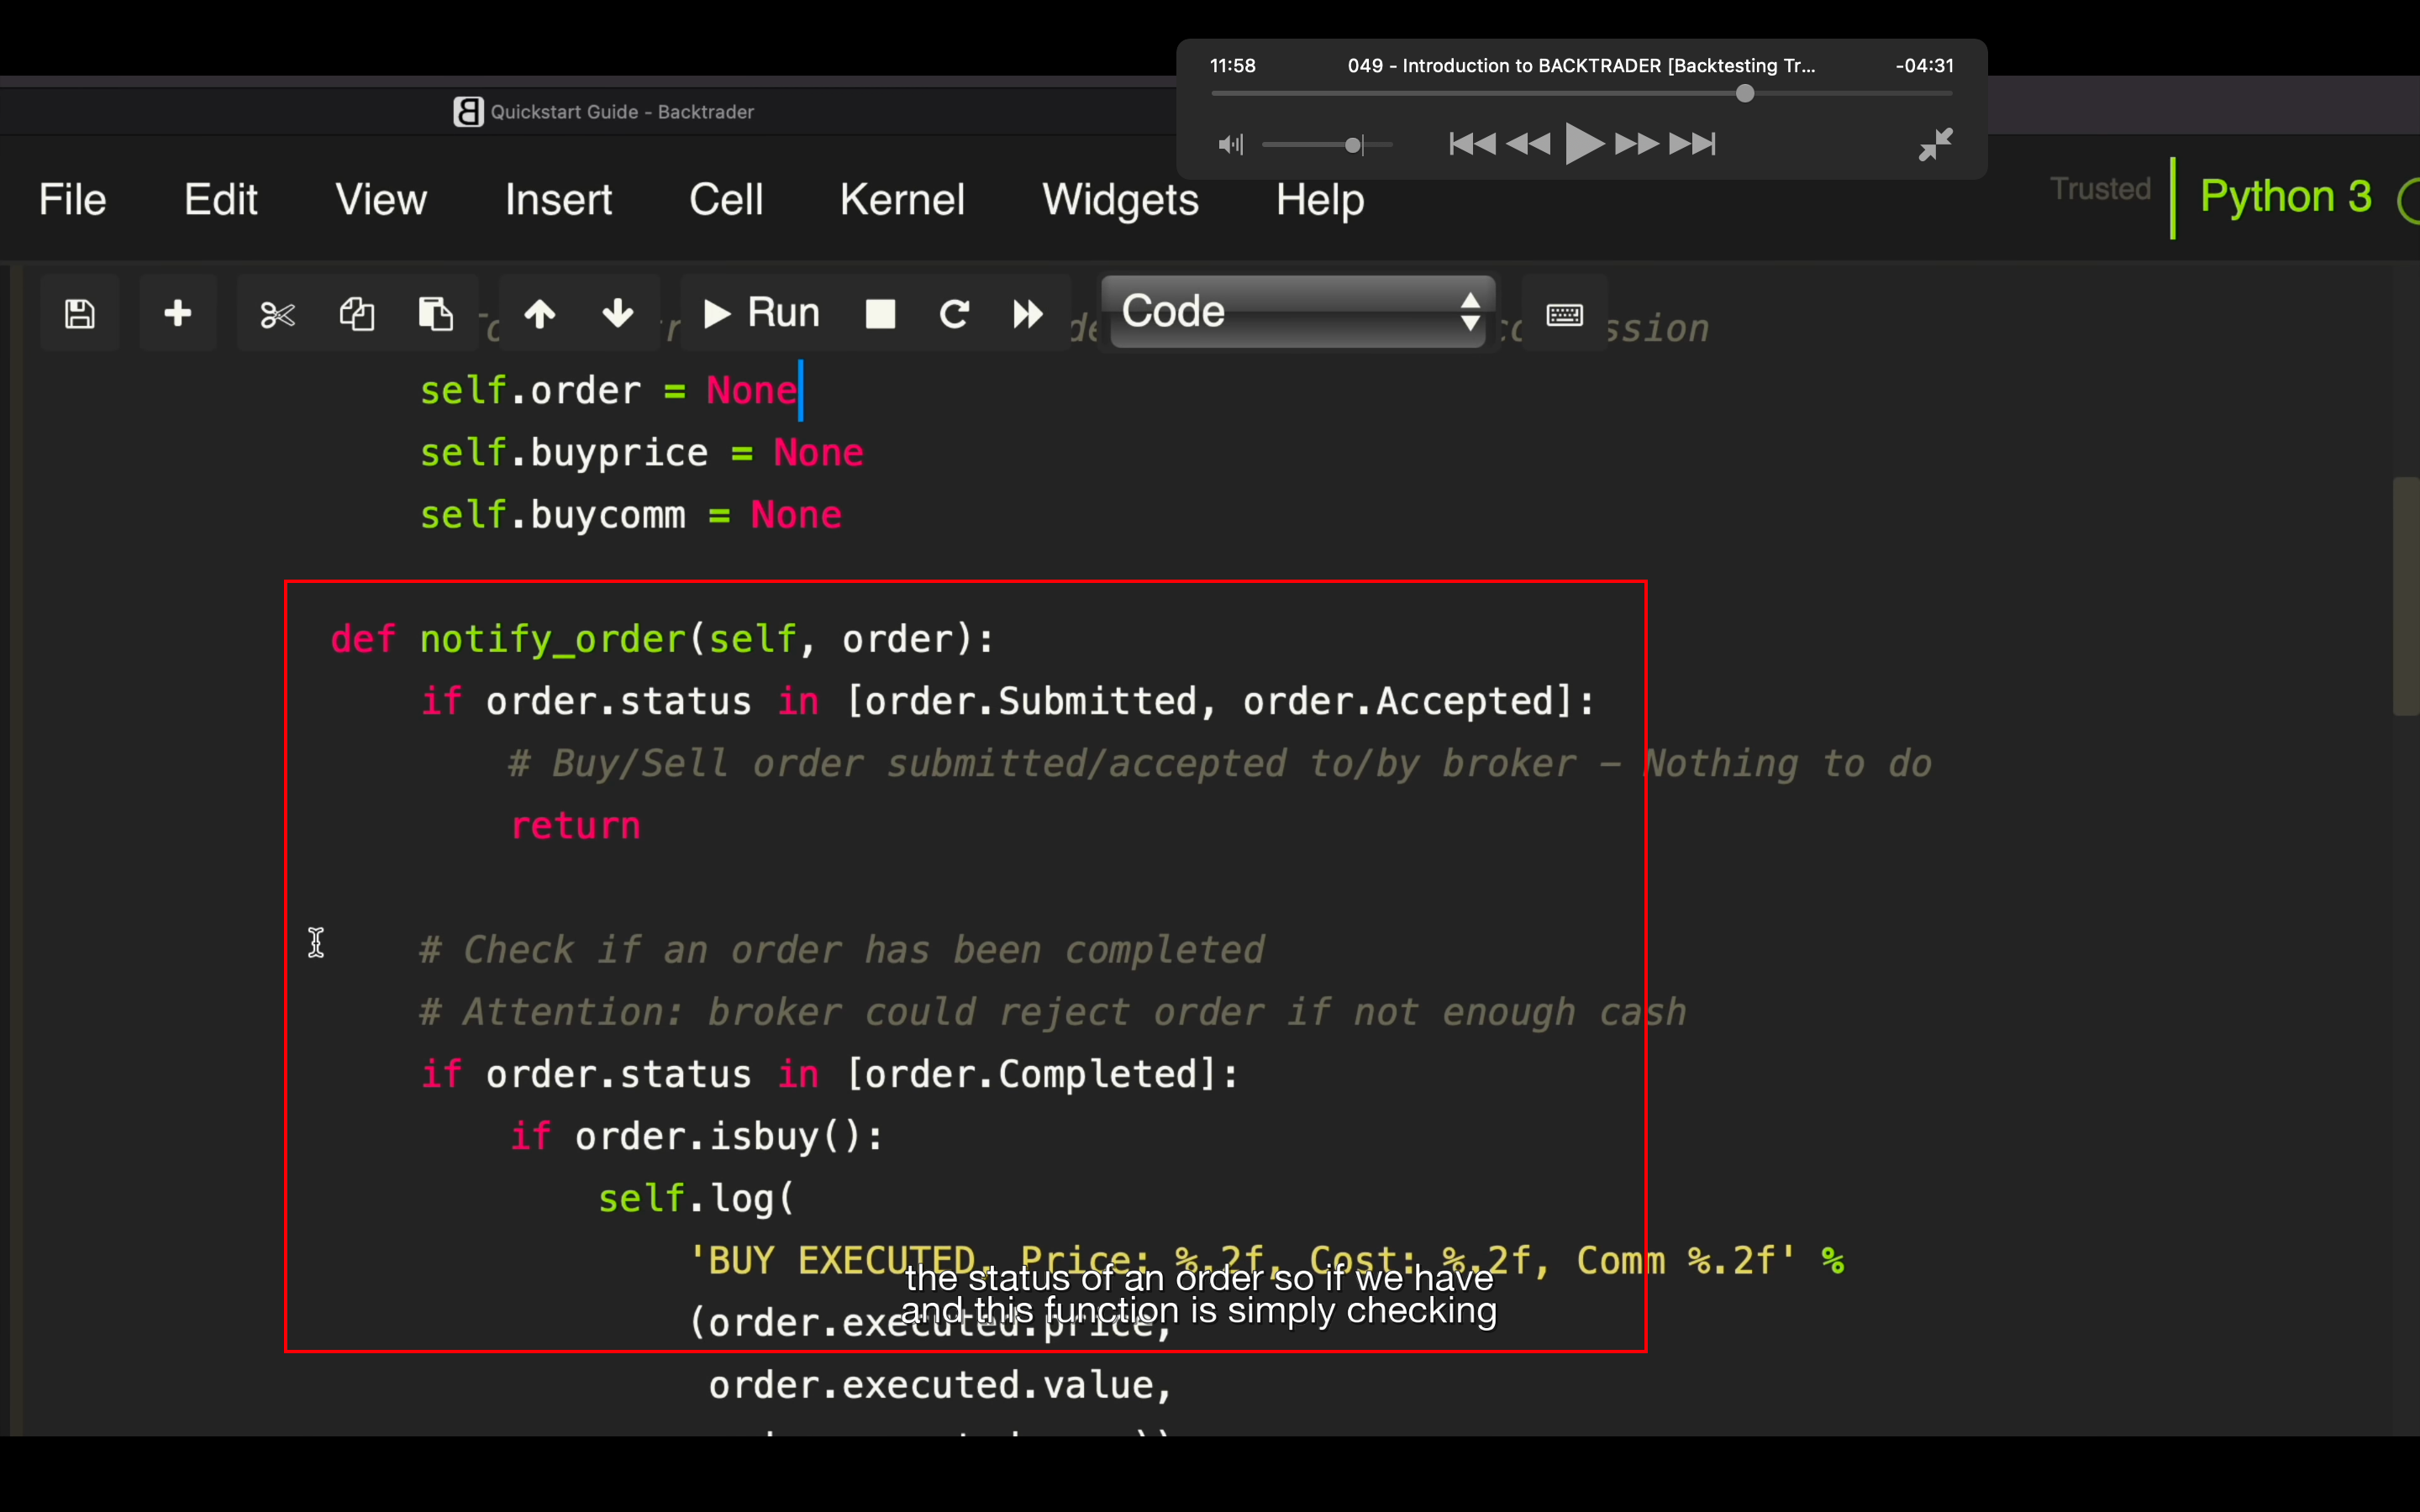 11:58 049 - Introduction to BACKTRADER [Backtesting Tr... -04:31
Quickstart Guide - Backtrader
File Edit View Insert Cell Kernel Widgets Help Trusted Python 3
Run Code
self.order = None
self.buyprice = None
self.buycomm = None
def notify_order(self, order):
if order.status in [order.Submitted, order.Accepted]:
# Buy/Sell order submitted/accepted to/by broker – Nothing to do
return
# Check if an order has been completed
# Attention: broker could reject order if not enough cash
if order.status in [order.Completed]:
if order.isbuy():
self.log(
'BUY EXECUTED, Price: %.2f, Cost: %.2f, Comm %.2f' %
the status of an order so if we have
and this function is simply checking
(order.executed.price,
order.executed.value,